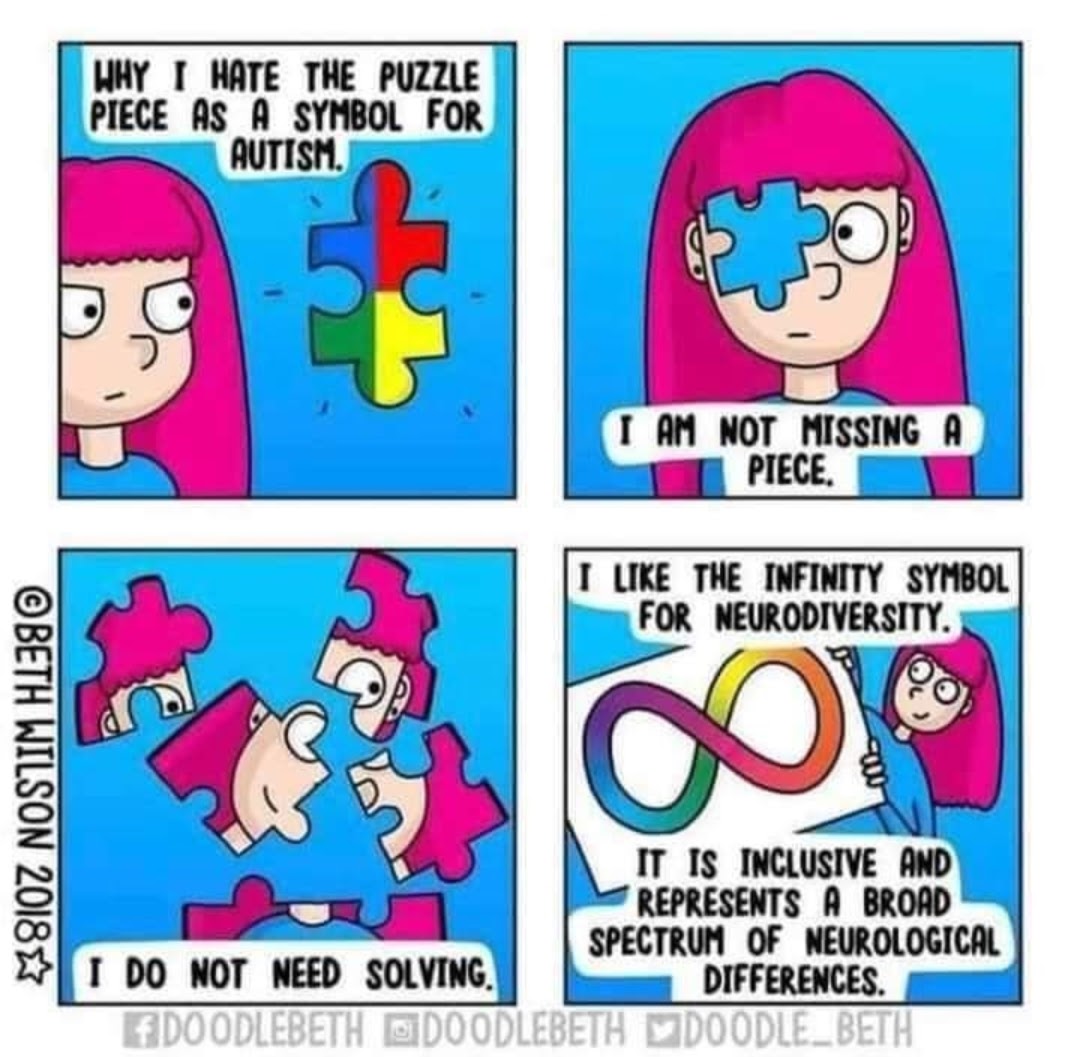 WHY I HATE THE PUZZLE
PIECE AS A SYMBOL FOR
AUTISM.
I AM NOT MISSING A
PIECE.
I DO NOT NEED SOLVING.
I LIKE THE INFINITY SYMBOL
FOR NEURODIVERSITY.
IT IS INCLUSIVE AND
REPRESENTS A BROAD
SPECTRUM OF NEUROLOGICAL
DIFFERENCES.
©BETH WILSON 2018☆
DOODLEBETH DOODLEBETH DOODLE_BETH